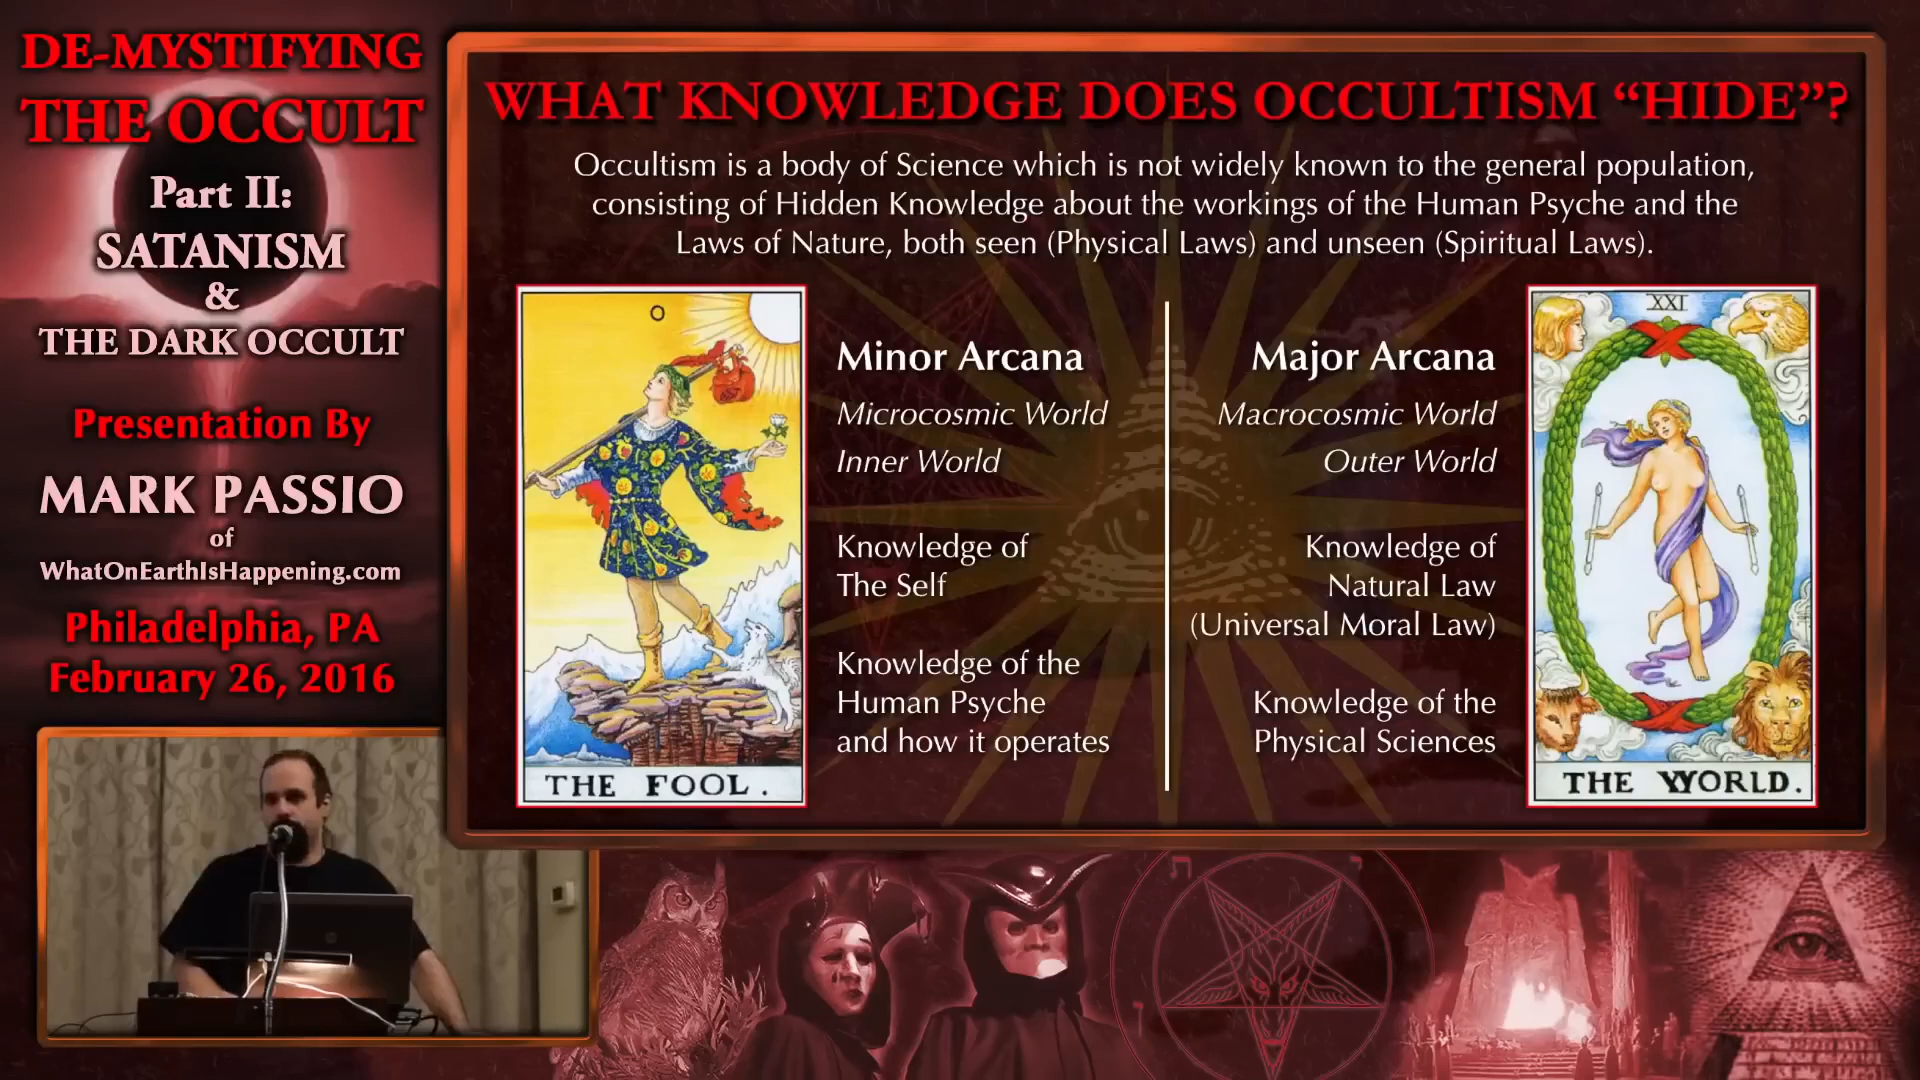 DE-MYSTIFYING
THE OCCULT
Part II:
SATANISM
&
THE DARK OCCULT
Presentation By
MARK PASSIO
of
WhatOnEarthIsHappening.com
Philadelphia, PA
February 26, 2016
WHAT KNOWLEDGE DOES OCCULTISM “HIDE”?
Occultism is a body of Science which is not widely known to the general population,
consisting of Hidden Knowledge about the workings of the Human Psyche and the
Laws of Nature, both seen (Physical Laws) and unseen (Spiritual Laws).
0
THE FOOL.
Minor Arcana
Microcosmic World
Inner World
Knowledge of
The Self
Knowledge of the
Human Psyche
and how it operates
Major Arcana
Macrocosmic World
Outer World
Knowledge of
Natural Law
(Universal Moral Law)
Knowledge of the
Physical Sciences
XXI
THE WORLD.